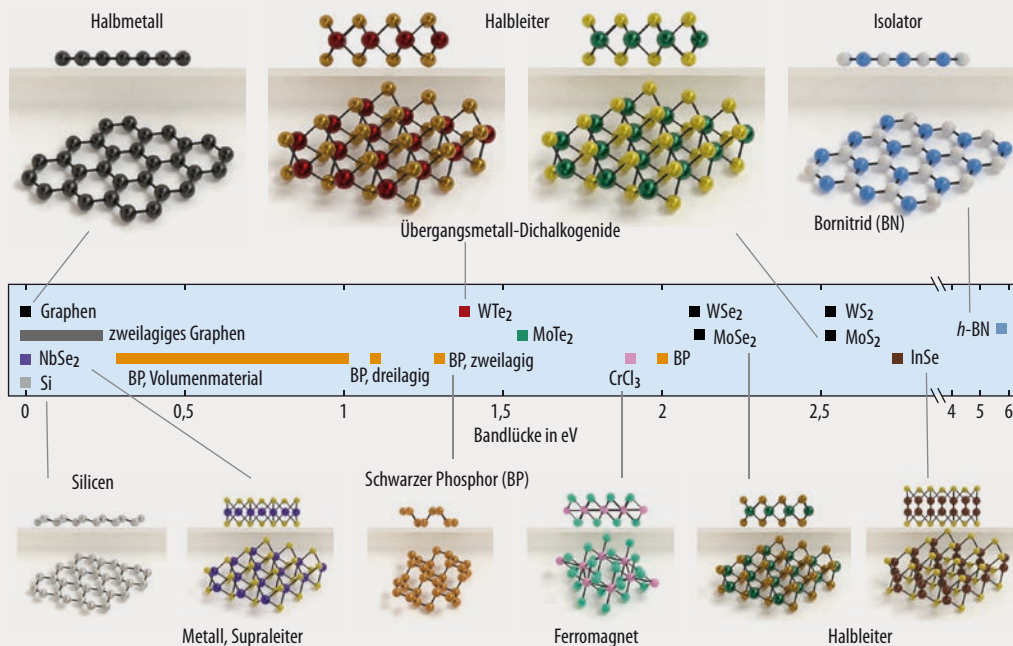 Halbmetall
Halbleiter
Isolator
Übergangsmetall-Dichalkogenide
Bornitrid (BN)
Graphen
WTe₂
WSe₂
WS₂
h-BN
zweilagiges Graphen
MoTe₂
MoSe₂
MoS₂
NbSe₂
BP, Volumenmaterial
BP, dreilagig
BP, zweilagig
CrCl₃
BP
InSe
Si
0 0,5 1 1,5 2 2,5 4 5 6
Bandlücke in eV
Silicen
Schwarzer Phosphor (BP)
Metall, Supraleiter
Ferromagnet
Halbleiter